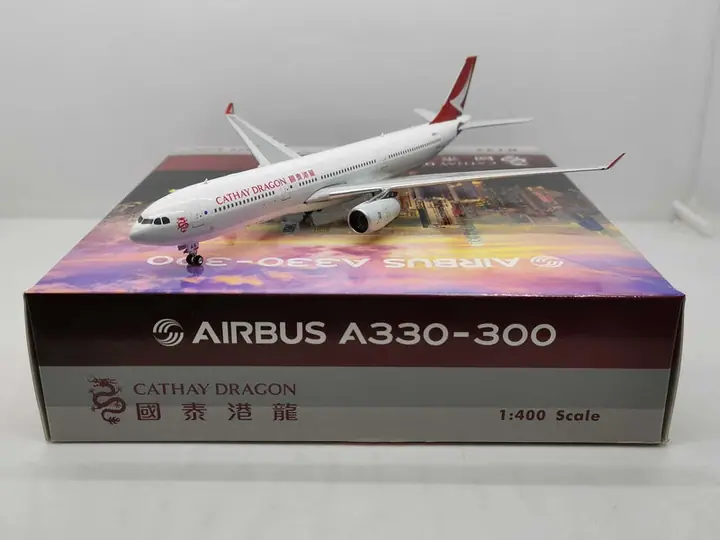 CATHAY DRAGON 國泰港龍
AIRBUS A330-300
AIRBUS A330-300
CATHAY DRAGON
國泰港龍
1:400 Scale